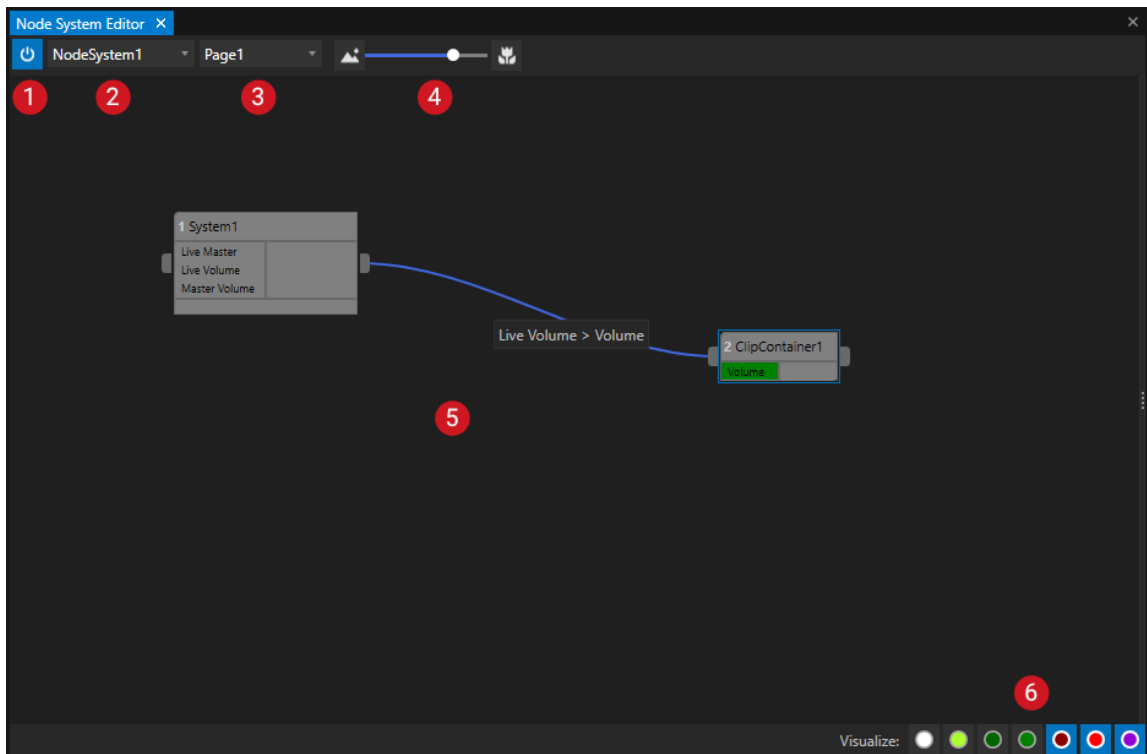 Node System Editor
NodeSystem1
Page1
1
2
3
4
1 System1
Live Master
Live Volume
Master Volume
Live Volume > Volume
2 ClipContainer1
Volume
5
6
Visualize: